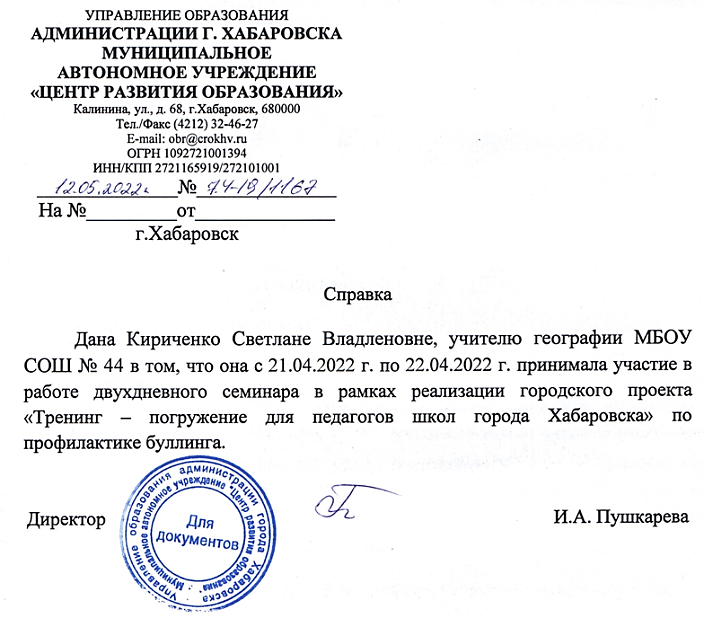 УПРАВЛЕНИЕ ОБРАЗОВАНИЯ
АДМИНИСТРАЦИИ Г. ХАБАРОВСКА
МУНИЦИПАЛЬНОЕ
АВТОНОМНОЕ УЧРЕЖДЕНИЕ
«ЦЕНТР РАЗВИТИЯ ОБРАЗОВАНИЯ»
Калинина, ул., д. 68, г.Хабаровск, 680000
Тел./Факс (4212) 32-46-27
E-mail: obr@crokhv.ru
ОГРН 1092721001394
ИНН/КПП 2721165919/272101001
12.05.2022г. № 7.4-19/1167
На № от
г.Хабаровск
Справка
Дана Кириченко Светлане Владленовне, учителю географии МБОУ
СОШ № 44 в том, что она с 21.04.2022 г. по 22.04.2022 г. принимала участие в
работе двухдневного семинара в рамках реализации городского проекта
«Тренинг – погружение для педагогов школ города Хабаровска» по
профилактике буллинга.
Директор И.А. Пушкарева
Управление образования администрации города Хабаровска
Муниципальное автономное учреждение "Центр развития образования"
Для
документов